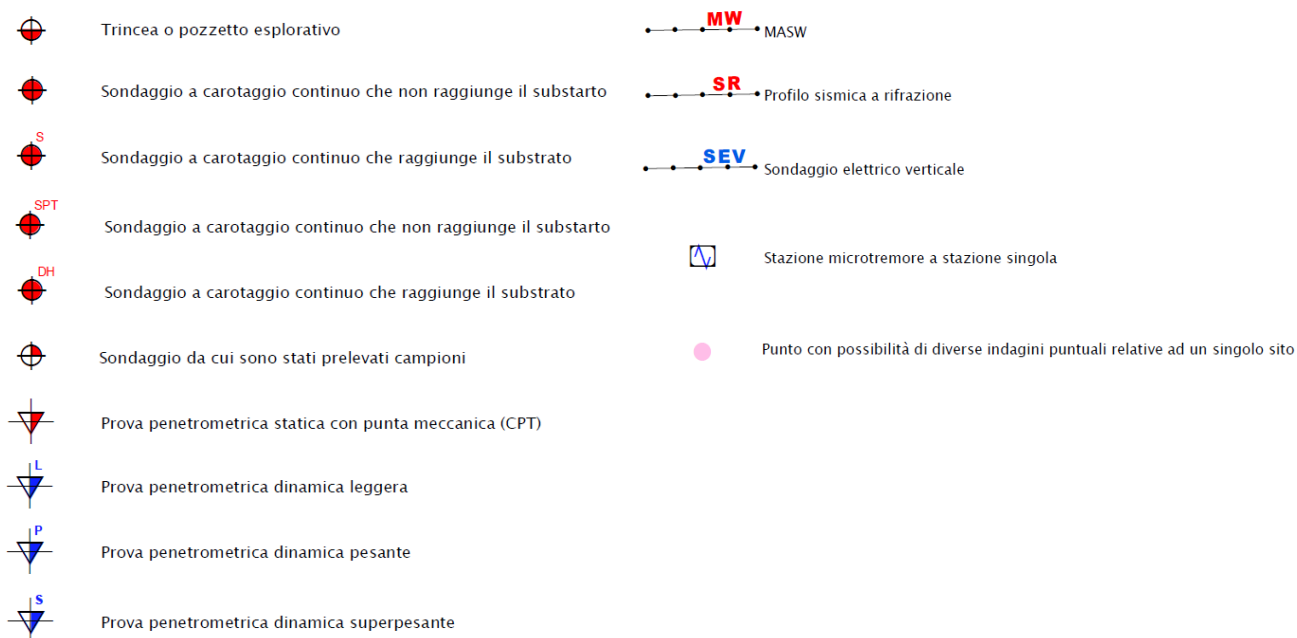 Trincea o pozzetto esplorativo
Sondaggio a carotaggio continuo che non raggiunge il substarto
S
Sondaggio a carotaggio continuo che raggiunge il substrato
SPT
Sondaggio a carotaggio continuo che non raggiunge il substarto
DH
Sondaggio a carotaggio continuo che raggiunge il substrato
Sondaggio da cui sono stati prelevati campioni
Prova penetrometrica statica con punta meccanica (CPT)
L
Prova penetrometrica dinamica leggera
P
Prova penetrometrica dinamica pesante
S
Prova penetrometrica dinamica superpesante
MW
MASW
SR
Profilo sismica a rifrazione
SEV
Sondaggio elettrico verticale
Stazione microtremore a stazione singola
Punto con possibilità di diverse indagini puntuali relative ad un singolo sito